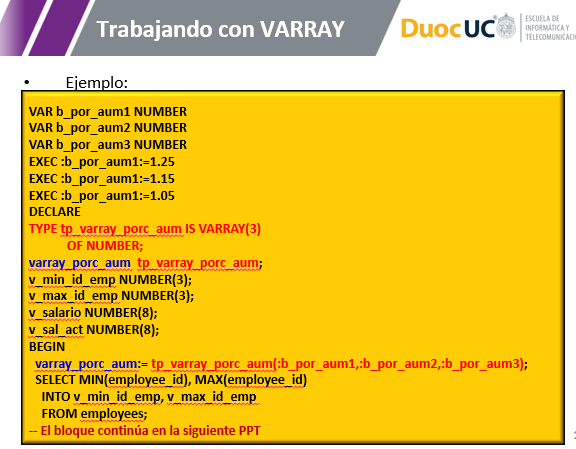 Trabajando con VARRAY
DuocUC
ESCUELA DE
INFORMÁTICA Y
TELECOMUNICACI
• Ejemplo:
VAR b_por_aum1 NUMBER
VAR b_por_aum2 NUMBER
VAR b_por_aum3 NUMBER
EXEC :b_por_aum1:=1.25
EXEC :b_por_aum1:=1.15
EXEC :b_por_aum1:=1.05
DECLARE
TYPE tp_varray_porc_aum IS VARRAY(3)
OF NUMBER;
varray_porc_aum tp_varray_porc_aum;
v_min_id_emp NUMBER(3);
v_max_id_emp NUMBER(3);
v_salario NUMBER(8);
v_sal_act NUMBER(8);
BEGIN
varray_porc_aum:= tp_varray_porc_aum(:b_por_aum1,:b_por_aum2,:b_por_aum3);
SELECT MIN(employee_id), MAX(employee_id)
INTO v_min_id_emp, v_max_id_emp
FROM employees;
-- El bloque continúa en la siguiente PPT